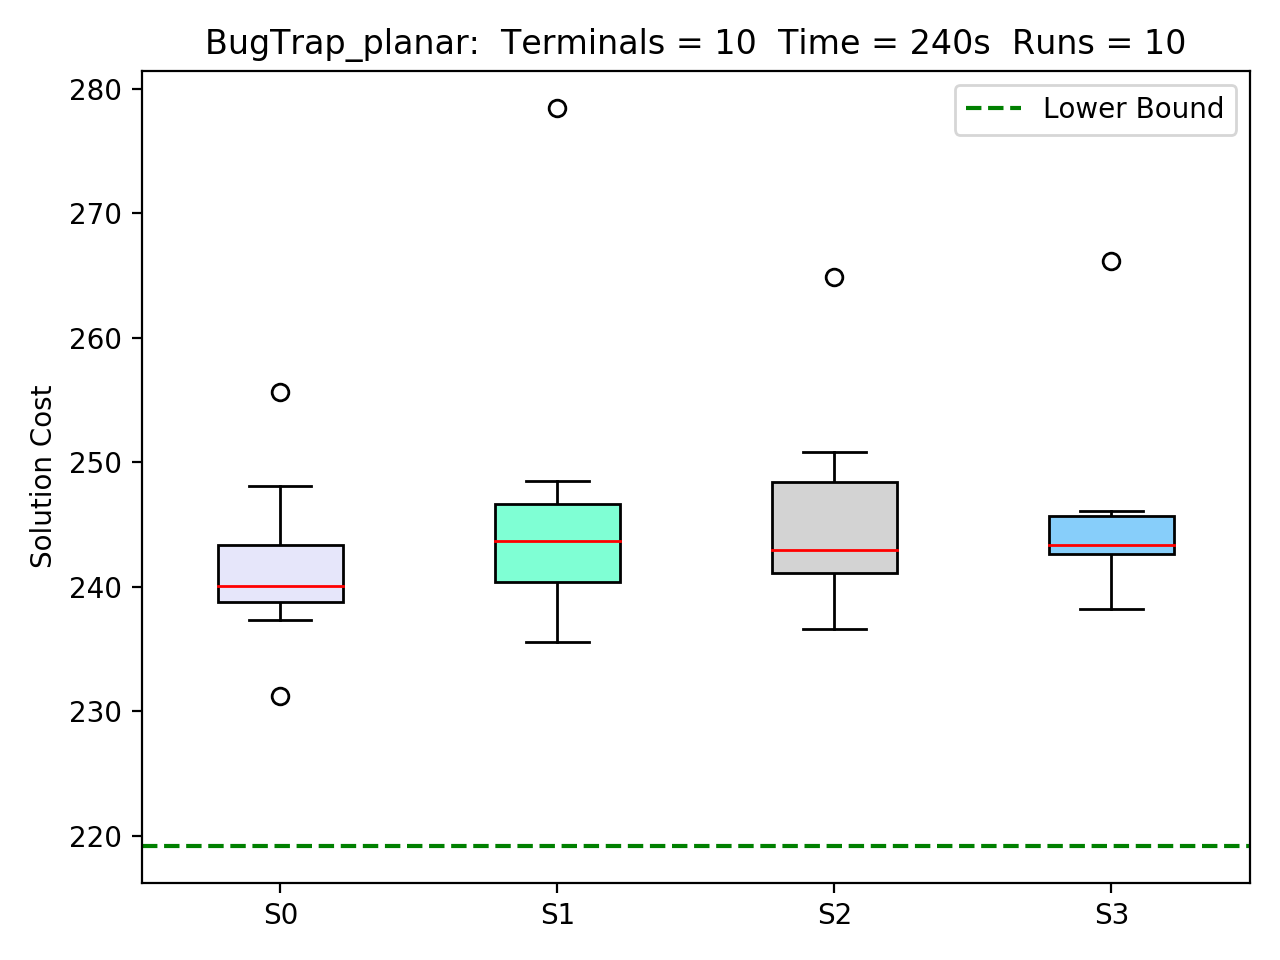 BugTrap_planar:  Terminals = 10  Time = 240s  Runs = 10
Lower Bound
Solution Cost
280
270
260
250
240
230
220
S0
S1
S2
S3